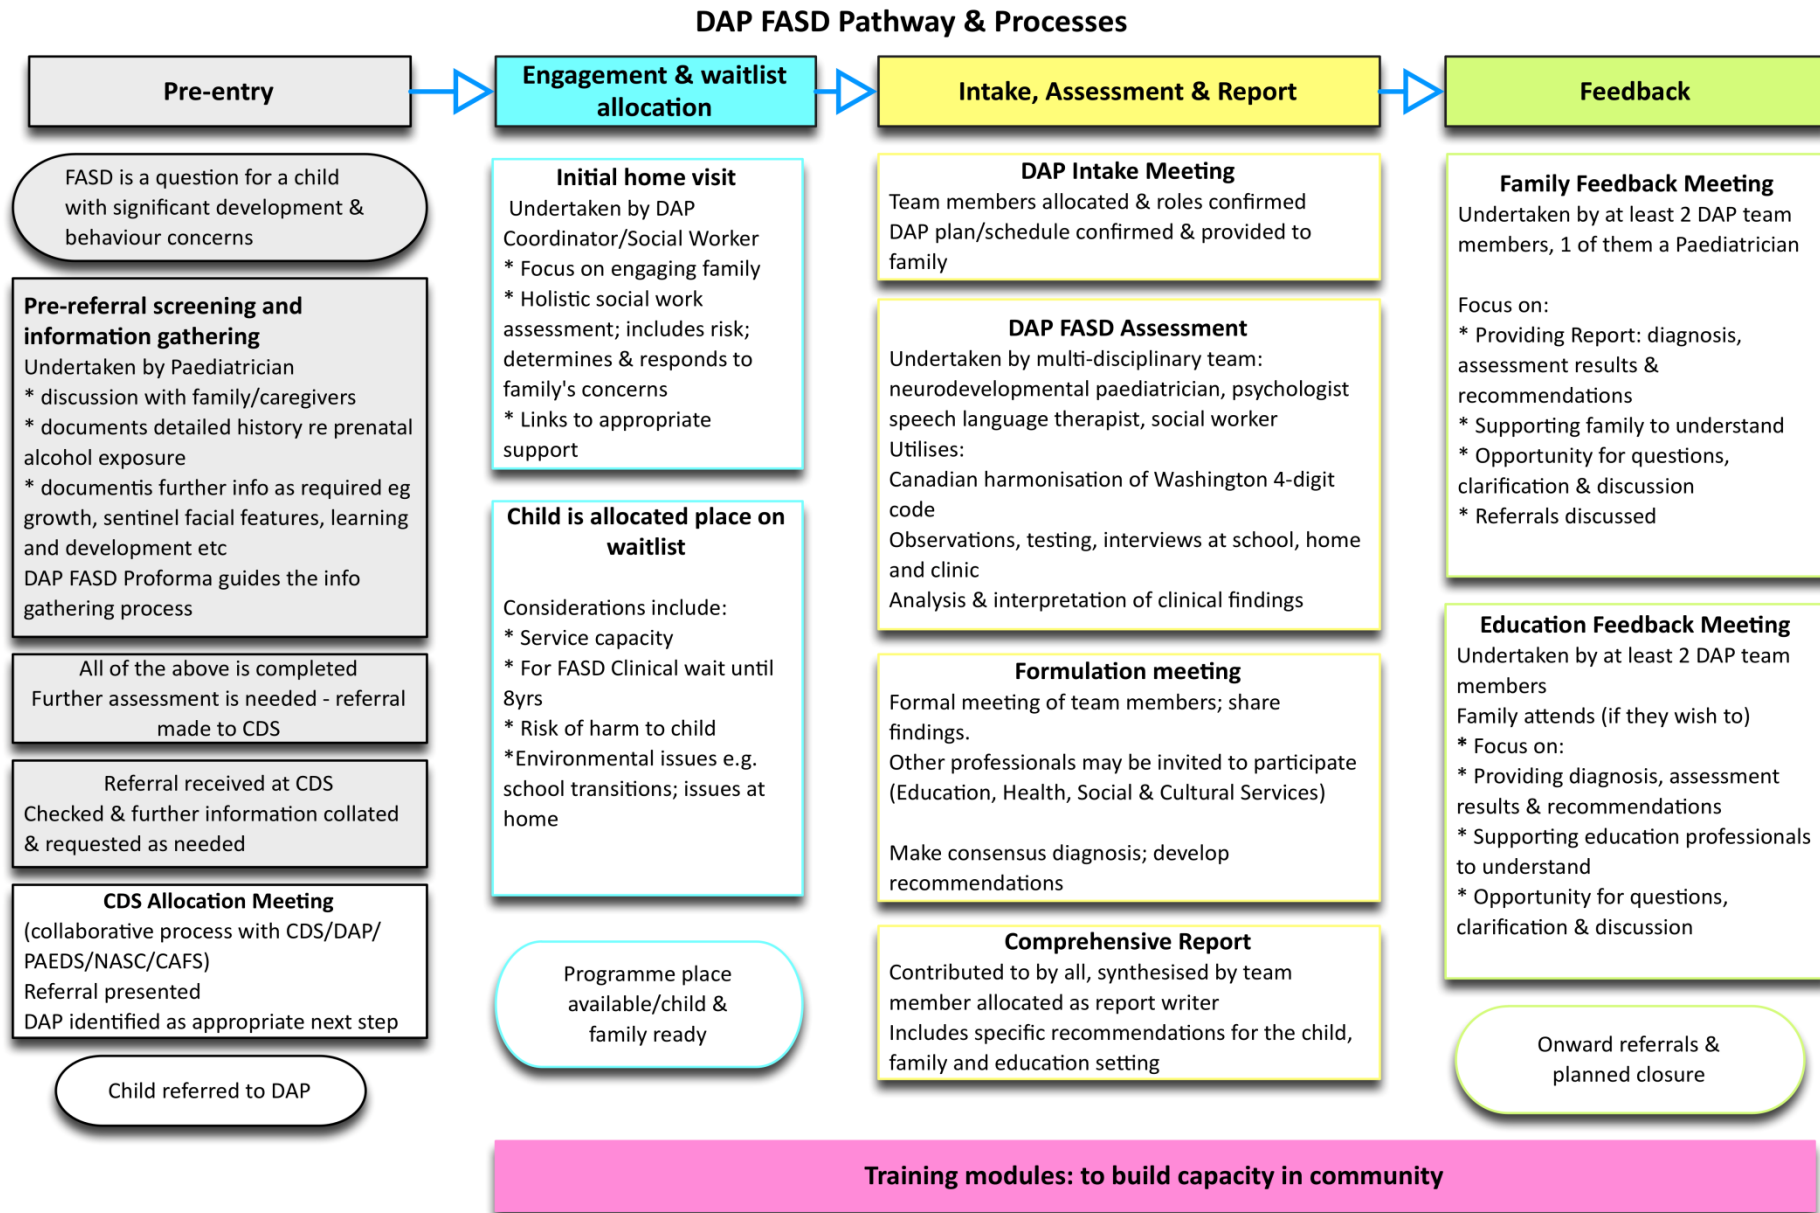 DAP FASD Pathway & Processes
Pre-entry
FASD is a question for a child
with significant development &
behaviour concerns
Pre-referral screening and
information gathering
Undertaken by Paediatrician
* discussion with family/caregivers
* documents detailed history re prenatal
alcohol exposure
* documentis further info as required eg
growth, sentinel facial features, learning
and development etc
DAP FASD Proforma guides the info
gathering process
All of the above is completed
Further assessment is needed - referral
made to CDS
Referral received at CDS
Checked & further information collated
& requested as needed
CDS Allocation Meeting
(collaborative process with CDS/DAP/
PAEDS/NASC/CAFS)
Referral presented
DAP identified as appropriate next step
Child referred to DAP
Engagement & waitlist
allocation
Initial home visit
Undertaken by DAP
Coordinator/Social Worker
* Focus on engaging family
* Holistic social work
assessment; includes risk;
determines & responds to
family's concerns
* Links to appropriate
support
Child is allocated place on
waitlist
Considerations include:
* Service capacity
* For FASD Clinical wait until
8yrs
* Risk of harm to child
*Environmental issues e.g.
school transitions; issues at
home
Programme place
available/child &
family ready
Intake, Assessment & Report
DAP Intake Meeting
Team members allocated & roles confirmed
DAP plan/schedule confirmed & provided to
family
DAP FASD Assessment
Undertaken by multi-disciplinary team:
neurodevelopmental paediatrician, psychologist
speech language therapist, social worker
Utilises:
Canadian harmonisation of Washington 4-digit
code
Observations, testing, interviews at school, home
and clinic
Analysis & interpretation of clinical findings
Formulation meeting
Formal meeting of team members; share
findings.
Other professionals may be invited to participate
(Education, Health, Social & Cultural Services)
Make consensus diagnosis; develop
recommendations
Comprehensive Report
Contributed to by all, synthesised by team
member allocated as report writer
Includes specific recommendations for the child,
family and education setting
Feedback
Family Feedback Meeting
Undertaken by at least 2 DAP team
members, 1 of them a Paediatrician
Focus on:
* Providing Report: diagnosis,
assessment results &
recommendations
* Supporting family to understand
* Opportunity for questions,
clarification & discussion
* Referrals discussed
Education Feedback Meeting
Undertaken by at least 2 DAP team
members
Family attends (if they wish to)
* Focus on:
* Providing diagnosis, assessment
results & recommendations
* Supporting education professionals
to understand
* Opportunity for questions,
clarification & discussion
Onward referrals &
planned closure
Training modules: to build capacity in community